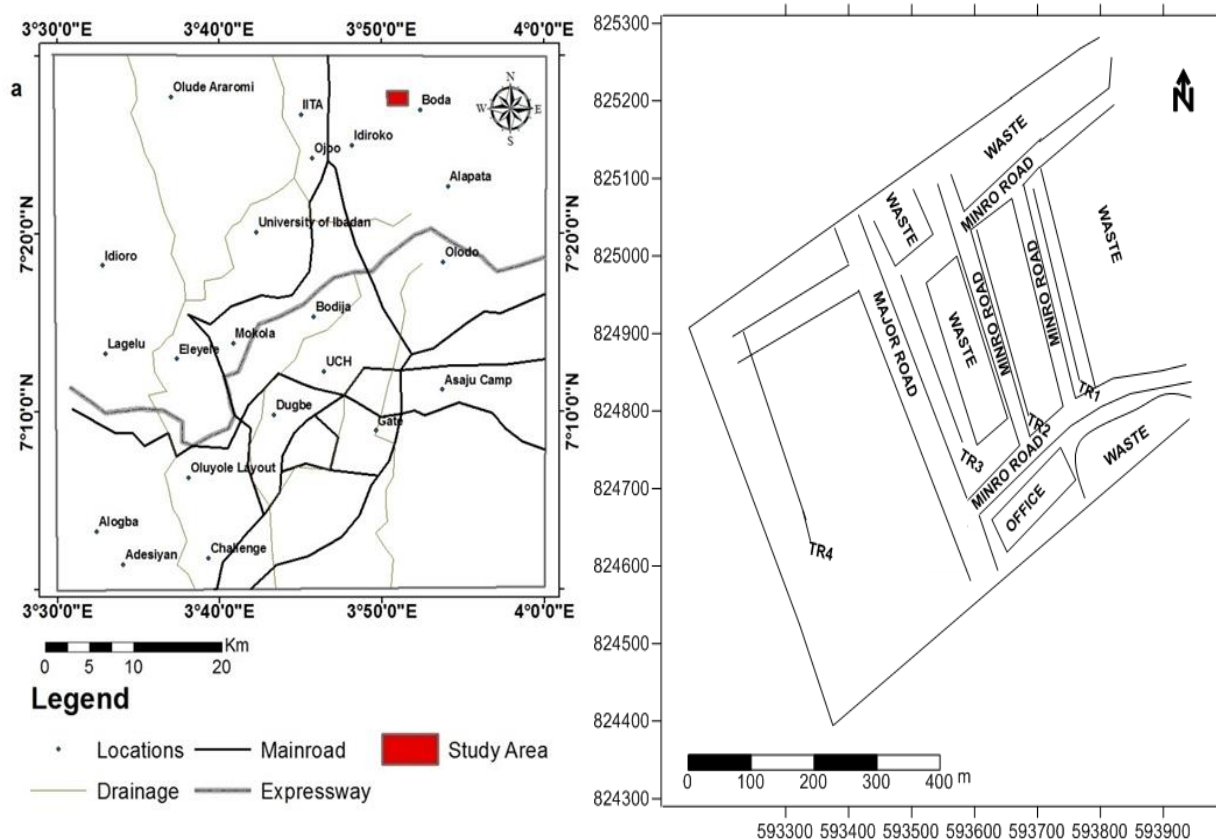 a
3°30'0"E 3°40'0"E 3°50'0"E 4°0'0"E
7°20'0"N
7°10'0"N
7°20'0"N
7°10'0"N
Olude Araromi
IITA
Boda
N
W E
S
Ojoo
Idiroko
Alapata
University of Ibadan
Idioro
Olodo
Bodija
Mokola
Lagelu
Eleyele
UCH
Asaju Camp
Dugbe
Gate
Oluyole Layout
Alogba
Adesiyan
Challenge
3°30'0"E 3°40'0"E 3°50'0"E 4°0'0"E
Km
0 5 10 20
Legend
Locations Mainroad Study Area
Drainage Expressway
825300
825200
825100
825000
824900
824800
824700
824600
824500
824400
824300
N
WASTE
MINRO ROAD
WASTE
WASTE
MAJOR ROAD
WASTE
MINRO ROAD
MINRO ROAD
TR1
TR2
TR3
MINRO ROAD
WASTE
OFFICE
TR4
0 100 200 300 400 m
593300 593400 593500 593600 593700 593800 593900